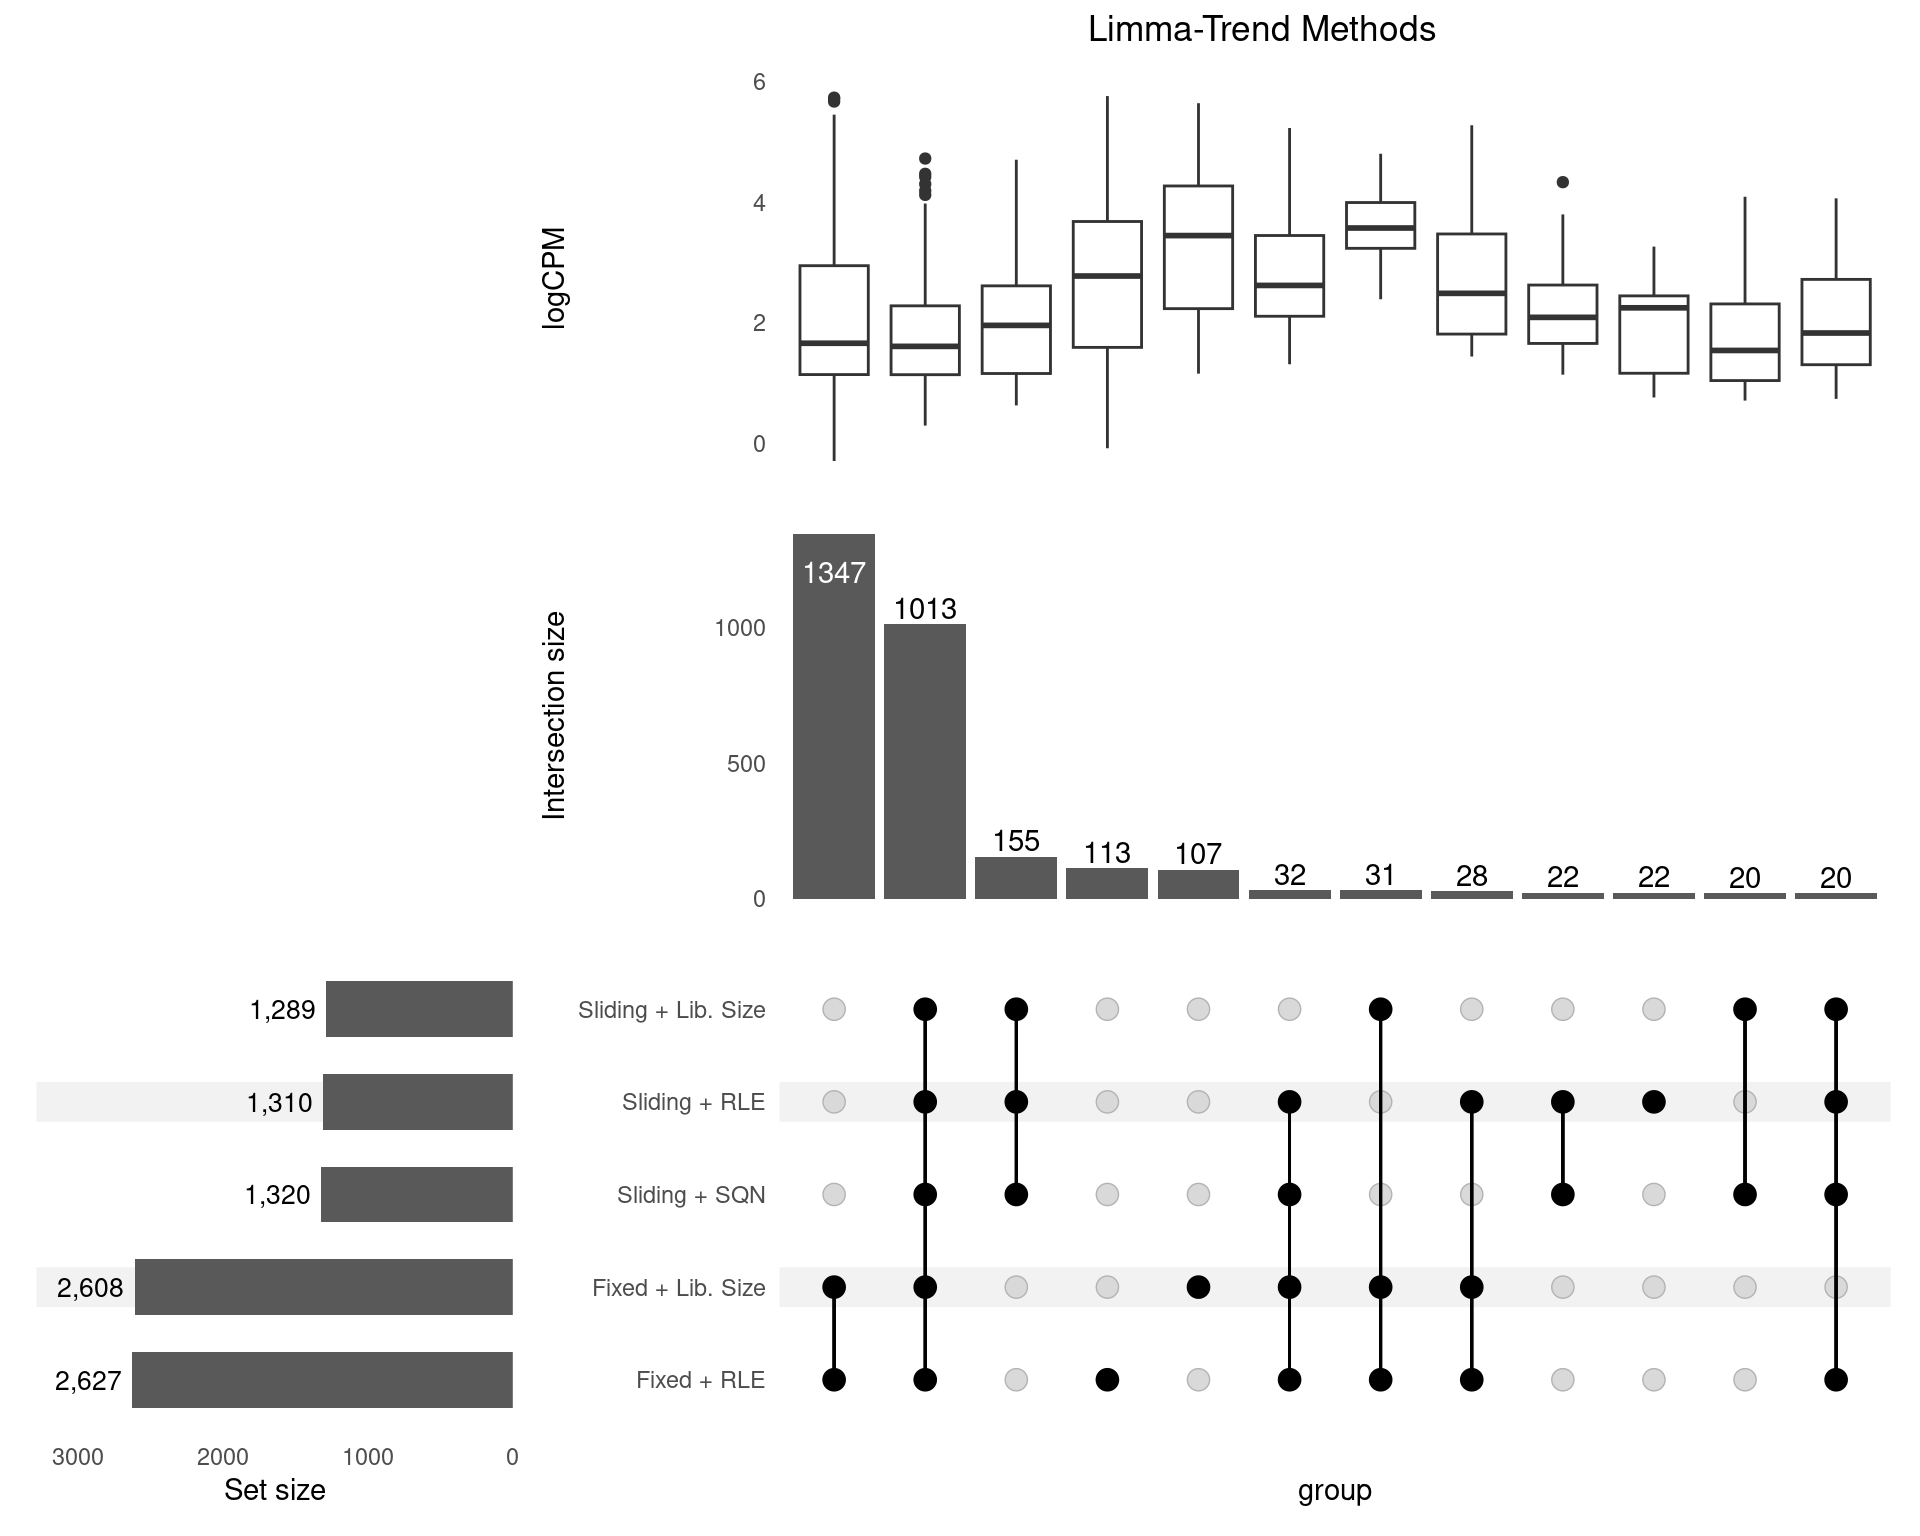 Limma-Trend Methods
6
4
2
0
logCPM
1347
1013
155
113
107
32
31
28
22
22
20
20
1000
500
0
Intersection size
1,289
Sliding + Lib. Size
1,310
Sliding + RLE
1,320
Sliding + SQN
2,608
Fixed + Lib. Size
2,627
Fixed + RLE
3000
2000
1000
0
Set size
group